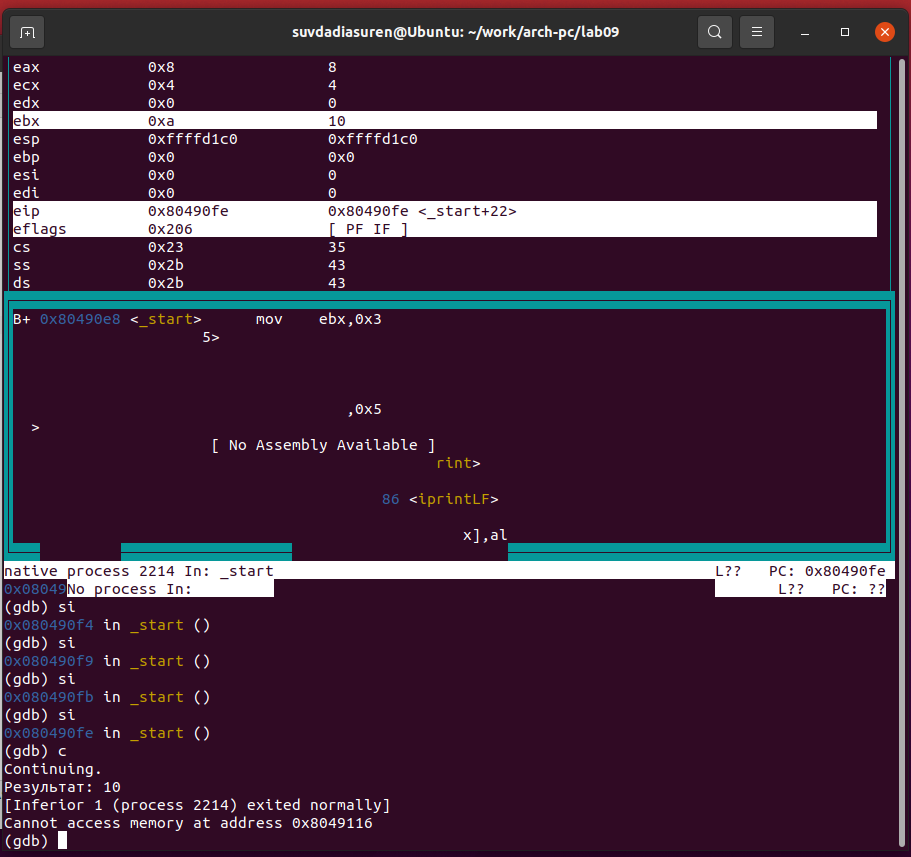 suvdadiasuren@Ubuntu: ~/work/arch-pc/lab09
eax 0x8 8
ecx 0x4 4
edx 0x0 0
ebx 0xa 10
esp 0xffffd1c0 0xffffd1c0
ebp 0x0 0x0
esi 0x0 0
edi 0x0 0
eip 0x80490fe 0x80490fe <_start+22>
eflags 0x206 [ PF IF ]
cs 0x23 35
ss 0x2b 43
ds 0x2b 43
B+ 0x80490e8 <_start> mov ebx,0x3
5>
,0x5
>
[ No Assembly Available ]
rint>
86 <iprintLF>
x],al
native process 2214 In: _start L?? PC: 0x80490fe
0x08049No process In: L?? PC: ??
(gdb) si
0x080490f4 in _start ()
(gdb) si
0x080490f9 in _start ()
(gdb) si
0x080490fb in _start ()
(gdb) si
0x080490fe in _start ()
(gdb) c
Continuing.
Результат: 10
[Inferior 1 (process 2214) exited normally]
Cannot access memory at address 0x8049116
(gdb)